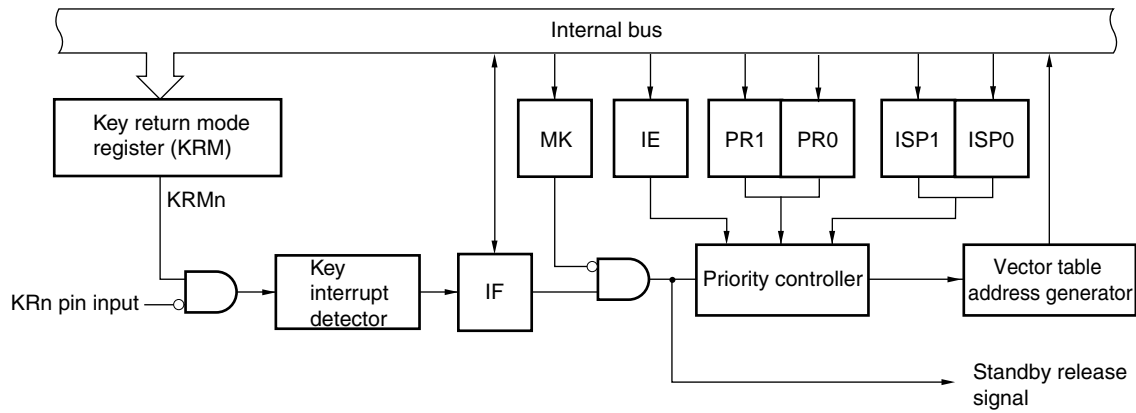 Internal bus
Key return mode
register (KRM)
MK
IE
PR1
PR0
ISP1
ISP0
KRMn
Key
interrupt
detector
IF
Priority controller
Vector table
address generator
KRn pin input
Standby release
signal